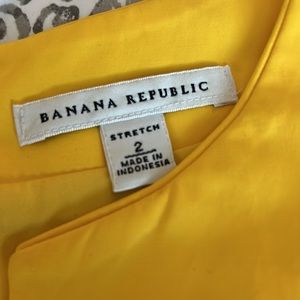 BANANA REPUBLIC
STRETCH
2
MADE IN
INDONESIA